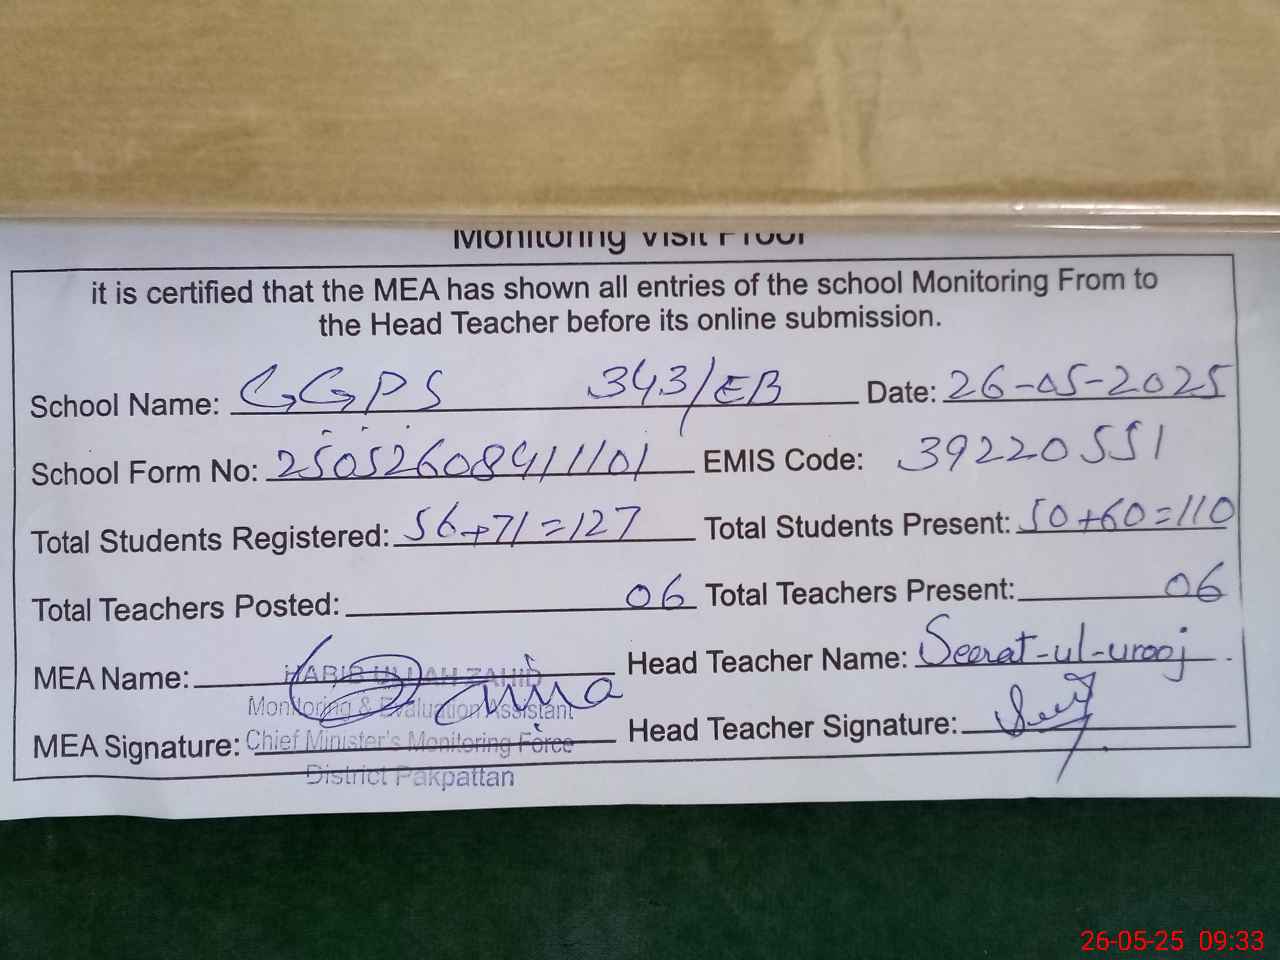 Monitoring Visit Proof
it is certified that the MEA has shown all entries of the school Monitoring From to
the Head Teacher before its online submission.
School Name: GGPS 343/EB Date: 26-05-2025
School Form No: 250526089411101 EMIS Code: 39220551
Total Students Registered: 56+71=127 Total Students Present: 50+60=110
Total Teachers Posted: 06 Total Teachers Present: 06
MEA Name: HABIB ULLAH ZAHID Head Teacher Name: Seerat-ul-urooj
Monitoring & Evaluation Assistant
MEA Signature: Chief Minister's Monitoring Force Head Teacher Signature:
District Pakpattan
26-05-25 09:33